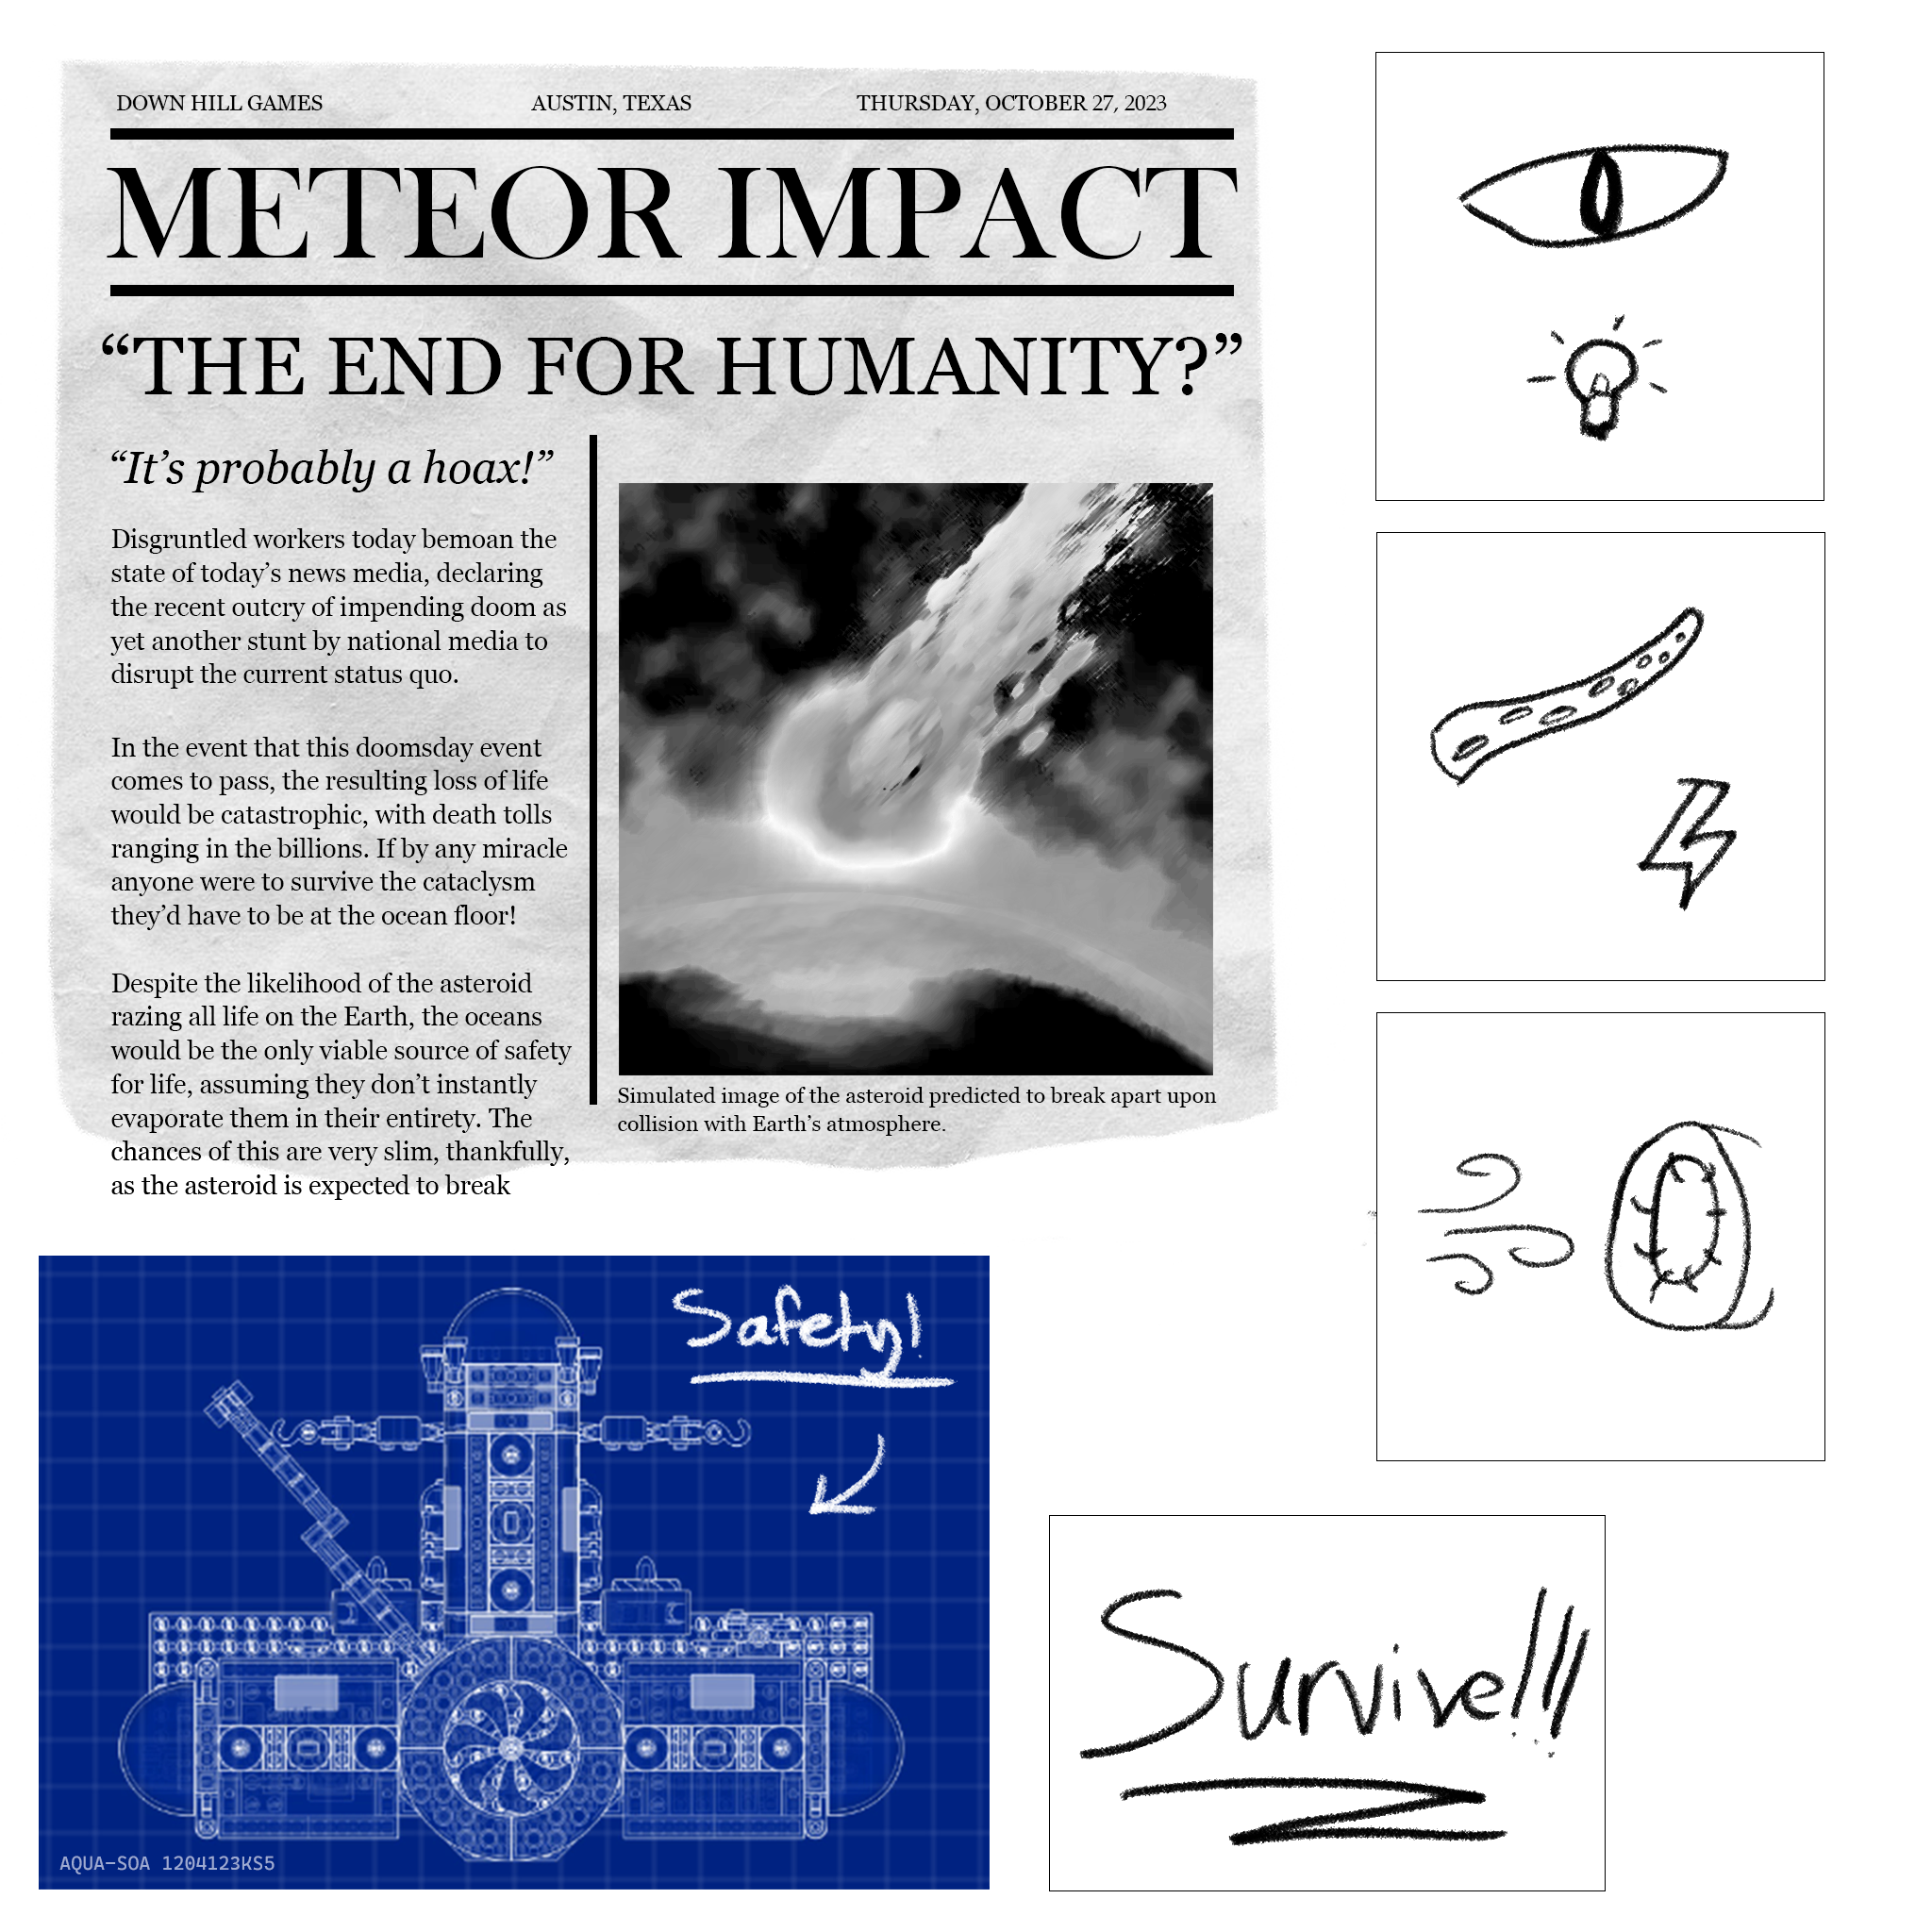 DOWN HILL GAMES AUSTIN, TEXAS THURSDAY, OCTOBER 27, 2023
METEOR IMPACT
“THE END FOR HUMANITY?”
“It’s probably a hoax!”
Disgruntled workers today bemoan the
state of today’s news media, declaring
the recent outcry of impending doom as
yet another stunt by national media to
disrupt the current status quo.
In the event that this doomsday event
comes to pass, the resulting loss of life
would be catastrophic, with death tolls
ranging in the billions. If by any miracle
anyone were to survive the cataclysm
they’d have to be at the ocean floor!
Despite the likelihood of the asteroid
razing all life on the Earth, the oceans
would be the only viable source of safety
for life, assuming they don’t instantly
evaporate them in their entirety. The
chances of this are very slim, thankfully,
as the asteroid is expected to break
Simulated image of the asteroid predicted to break apart upon
collision with Earth’s atmosphere.
Safety!
AQUA-SOA 1204123KS5
Survive!!!